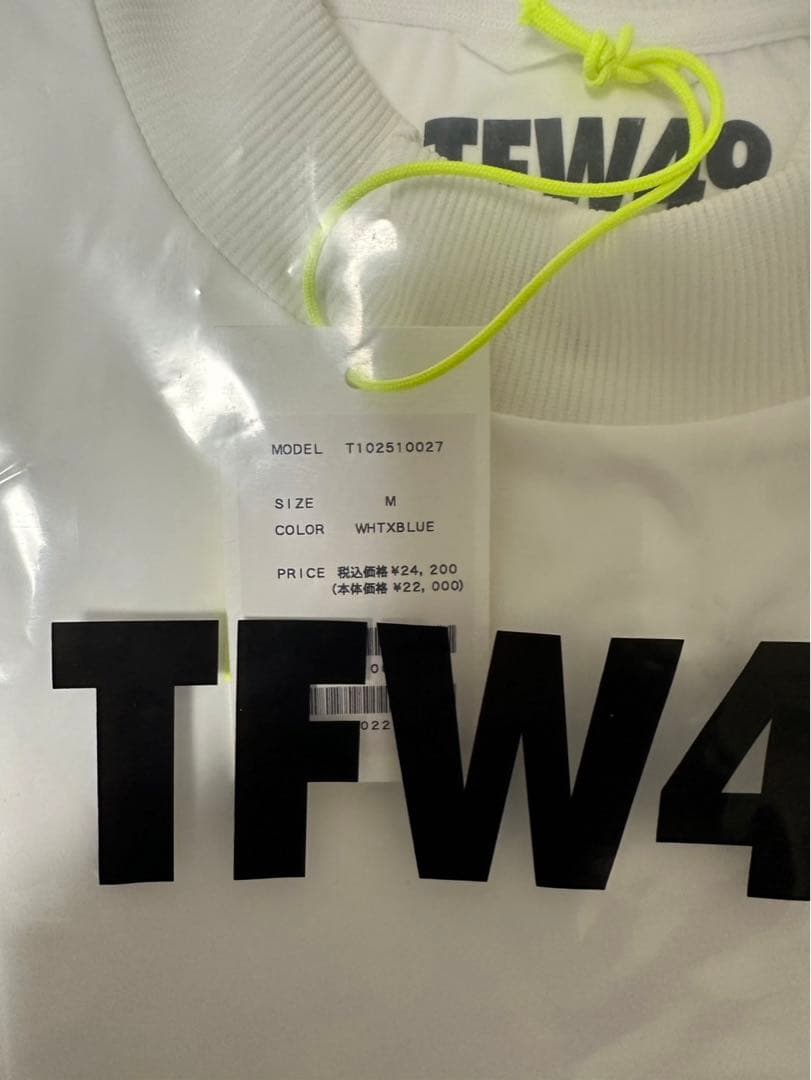 TFW49
MODEL T102510027
SIZE M
COLOR WHTXBLUE
PRICE 税込価格¥24,200
(本体価格 ¥22,000)
TFW4
022